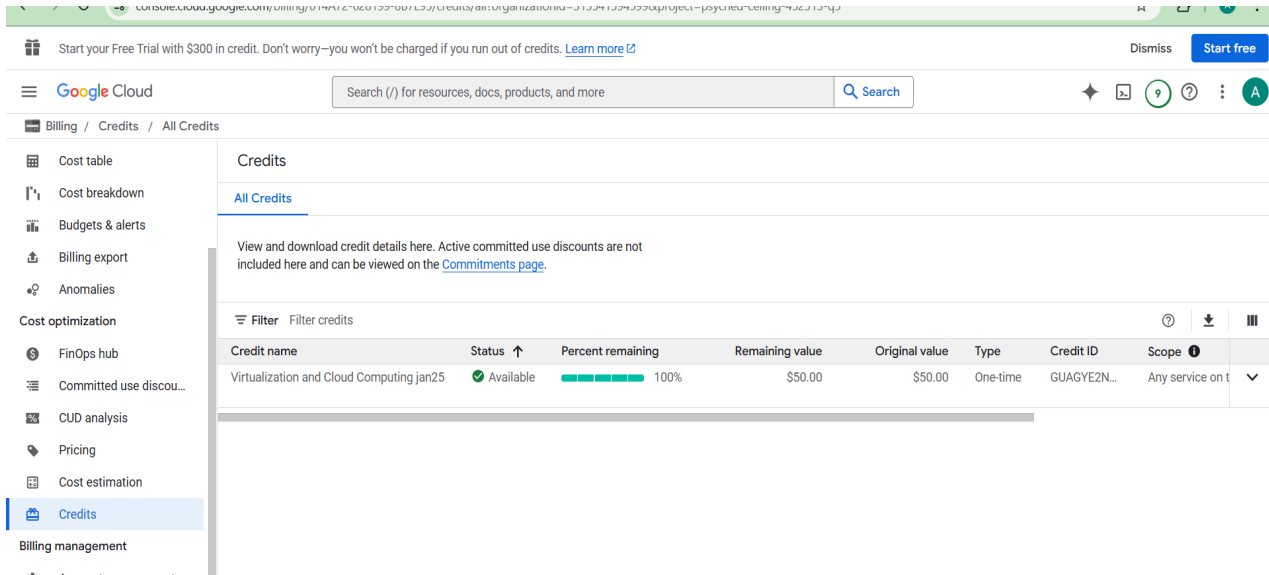 Start your Free Trial with $300 in credit. Don't worry—you won't be charged if you run out of credits. Learn more
Dismiss
Start free
Google Cloud
Search (/) for resources, docs, products, and more
Search
9
A
Billing / Credits / All Credits
Cost table
Cost breakdown
Budgets & alerts
Billing export
Anomalies
Cost optimization
FinOps hub
Committed use discou...
CUD analysis
Pricing
Cost estimation
Credits
Billing management
Credits
All Credits
View and download credit details here. Active committed use discounts are not
included here and can be viewed on the Commitments page.
Filter Filter credits
Credit name Status Percent remaining Remaining value Original value Type Credit ID Scope
Virtualization and Cloud Computing jan25 Available 100% $50.00 $50.00 One-time GUAGYE2N... Any service on t